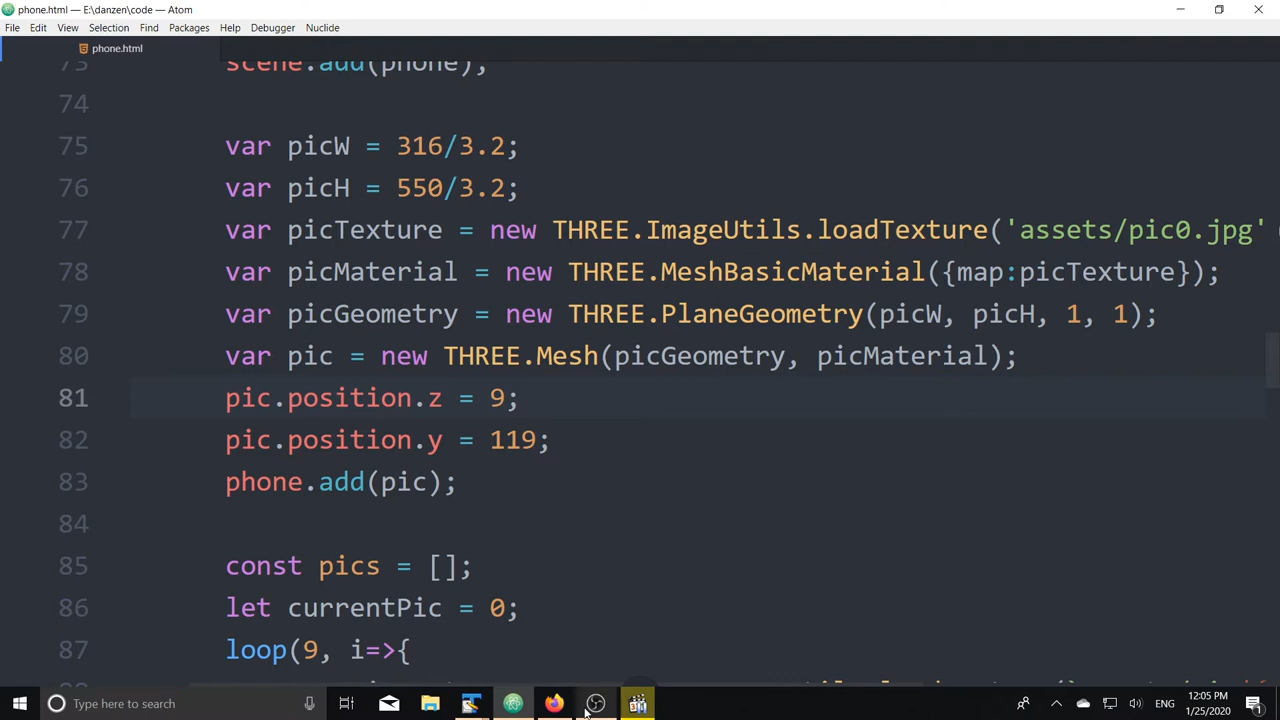 phone.html — E:\danzen\code — Atom
File Edit View Selection Find Packages Help Debugger Nuclide
phone.html
73 scene.add(phone);
74
75 var picW = 316/3.2;
76 var picH = 550/3.2;
77 var picTexture = new THREE.ImageUtils.loadTexture('assets/pic0.jpg'
78 var picMaterial = new THREE.MeshBasicMaterial({map:picTexture});
79 var picGeometry = new THREE.PlaneGeometry(picW, picH, 1, 1);
80 var pic = new THREE.Mesh(picGeometry, picMaterial);
81 pic.position.z = 9;
82 pic.position.y = 119;
83 phone.add(pic);
84
85 const pics = [];
86 let currentPic = 0;
87 loop(9, i=>{
Type here to search
ENG
12:05 PM
1/25/2020
1